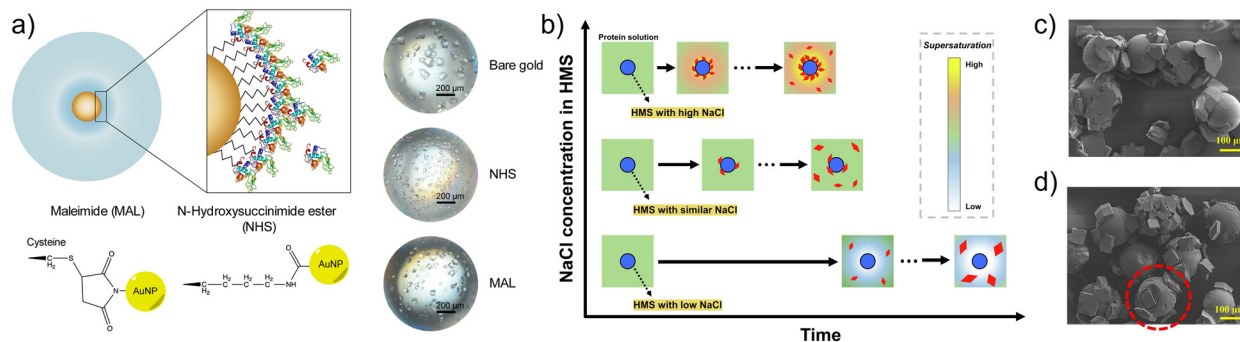 a)
Maleimide (MAL)
N-Hydroxysuccinimide ester
(NHS)
Cysteine
C
H₂
S
O
N
O
AuNP
C
H₂
H₂
C
C
H₂
H₂
C
NH
O
C
AuNP
Bare gold
200 µm
NHS
200 µm
MAL
200 µm
b)
NaCl concentration in HMS
Protein solution
HMS with high NaCl
HMS with similar NaCl
HMS with low NaCl
Time
Supersaturation
High
Low
c)
100 µm
d)
100 µm